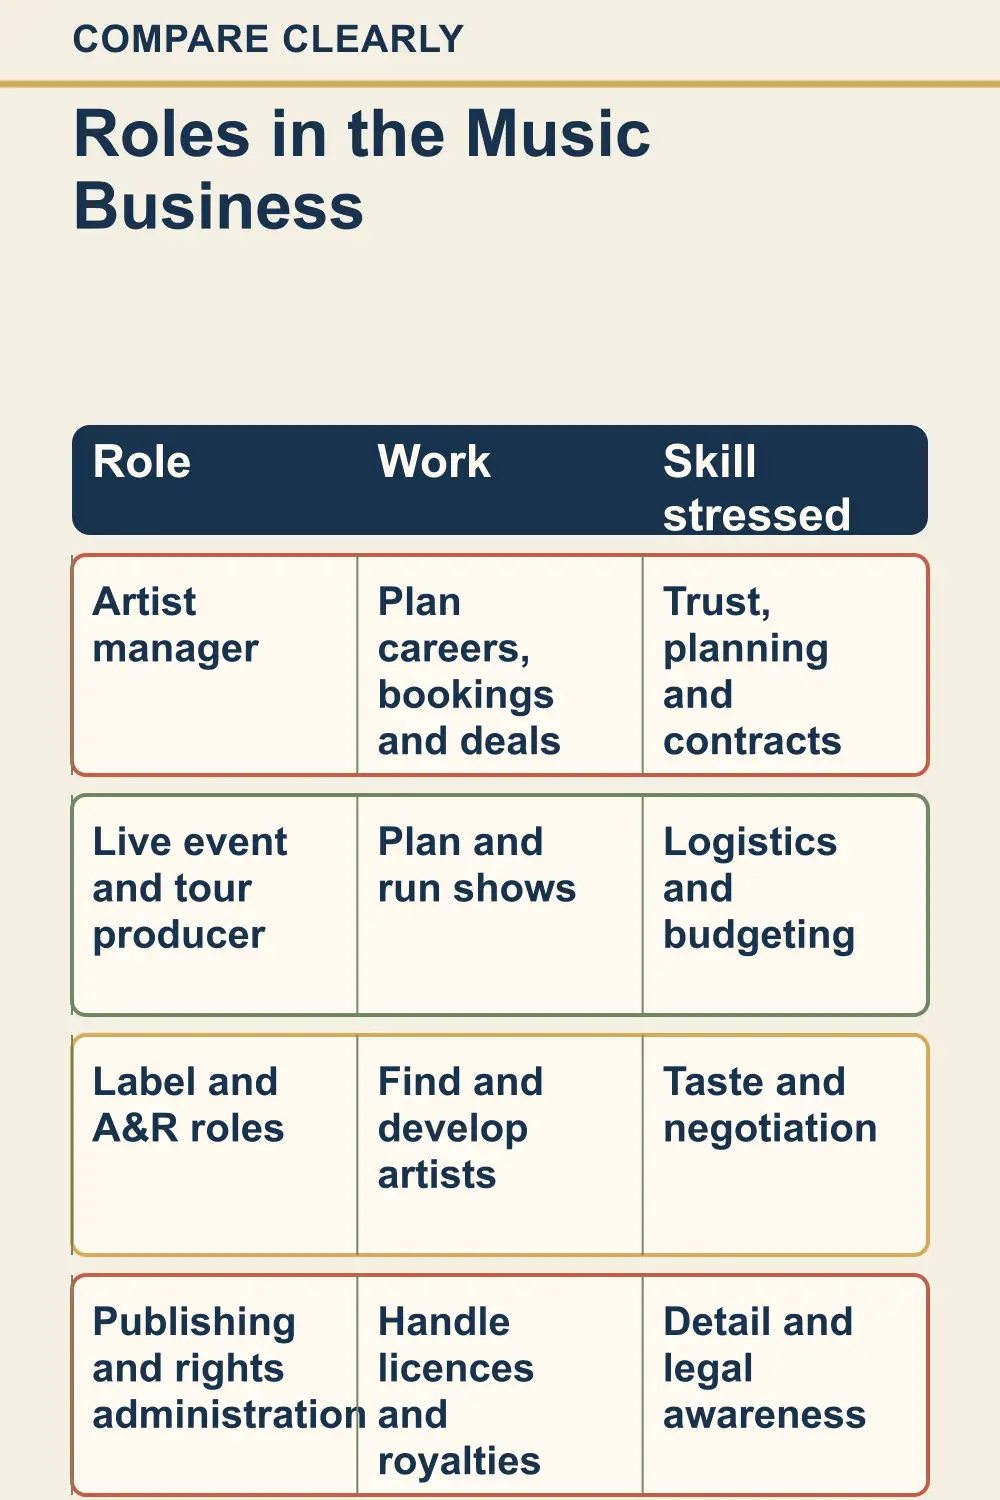 COMPARE CLEARLY
Roles in the Music
Business
Role
Work
Skill
stressed
Artist
manager
Plan
careers,
bookings
and deals
Trust,
planning
and
contracts
Live event
and tour
producer
Plan and
run shows
Logistics
and
budgeting
Label and
A&R roles
Find and
develop
artists
Taste and
negotiation
Publishing
and rights
administration
Handle
licences
and
royalties
Detail and
legal
awareness